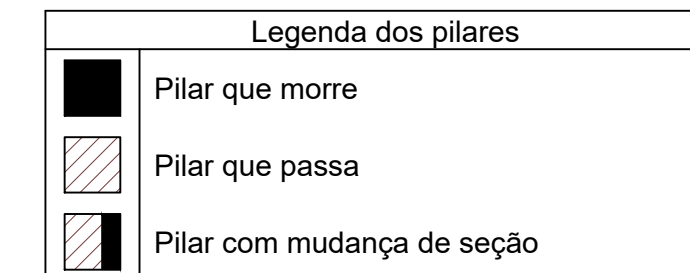 Legenda dos pilares
Pilar que morre
Pilar que passa
Pilar com mudança de seção